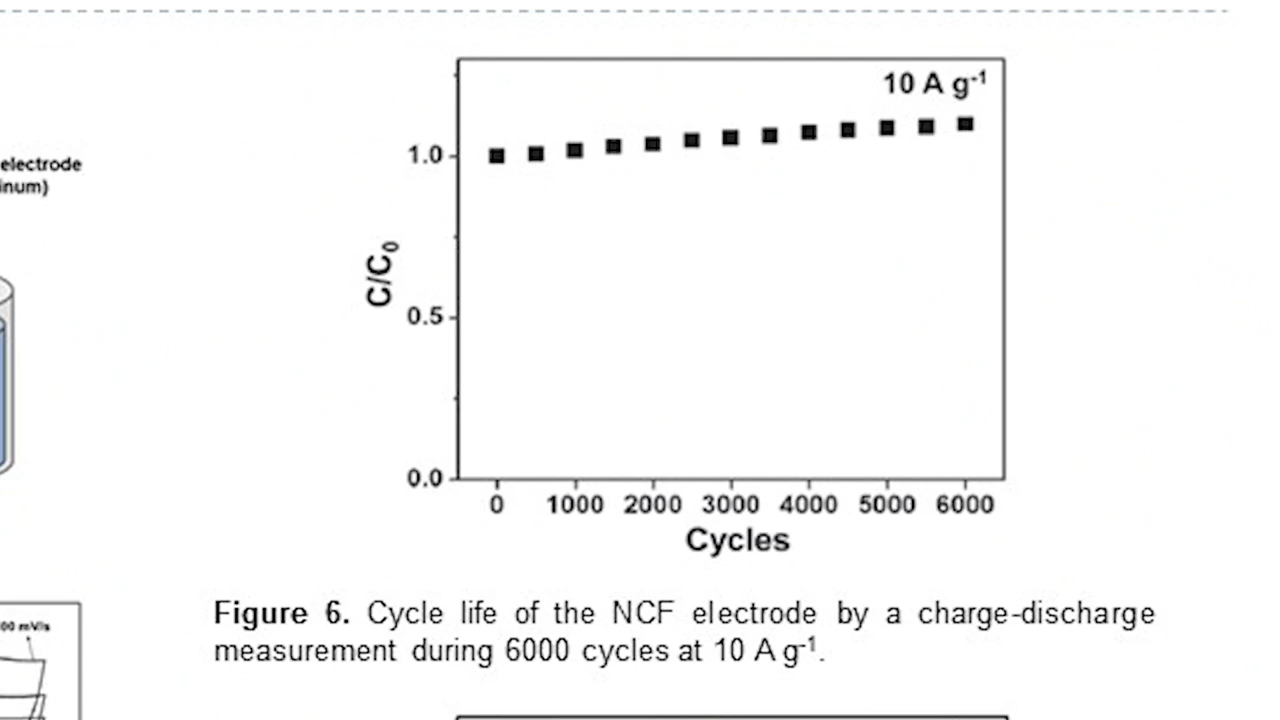 10 A g⁻¹
electrode
1.0
C/C₀
0.5
0.0
0 1000 2000 3000 4000 5000 6000
Cycles
Figure 6. Cycle life of the NCF electrode by a charge-discharge
measurement during 6000 cycles at 10 A g⁻¹.